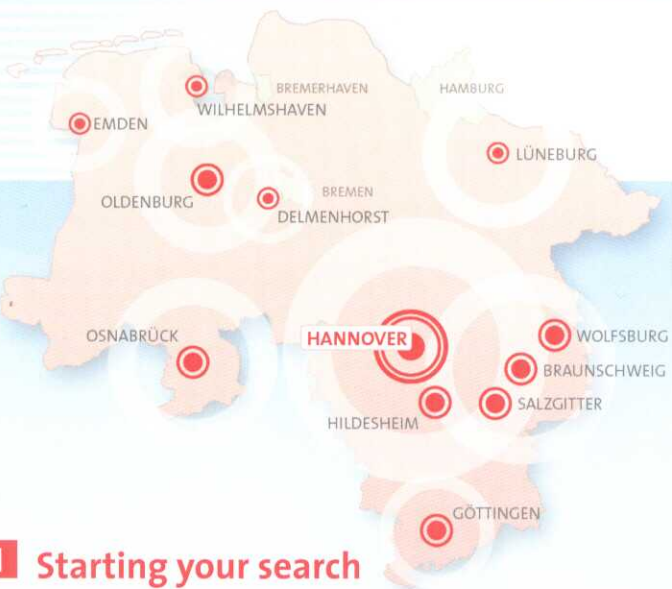 BREMERHAVEN
HAMBURG
WILHELMSHAVEN
EMDEN
LÜNEBURG
OLDENBURG
BREMEN
DELMENHORST
OSNABRÜCK
HANNOVER
WOLFSBURG
BRAUNSCHWEIG
SALZGITTER
HILDESHEIM
GÖTTINGEN
Starting your search